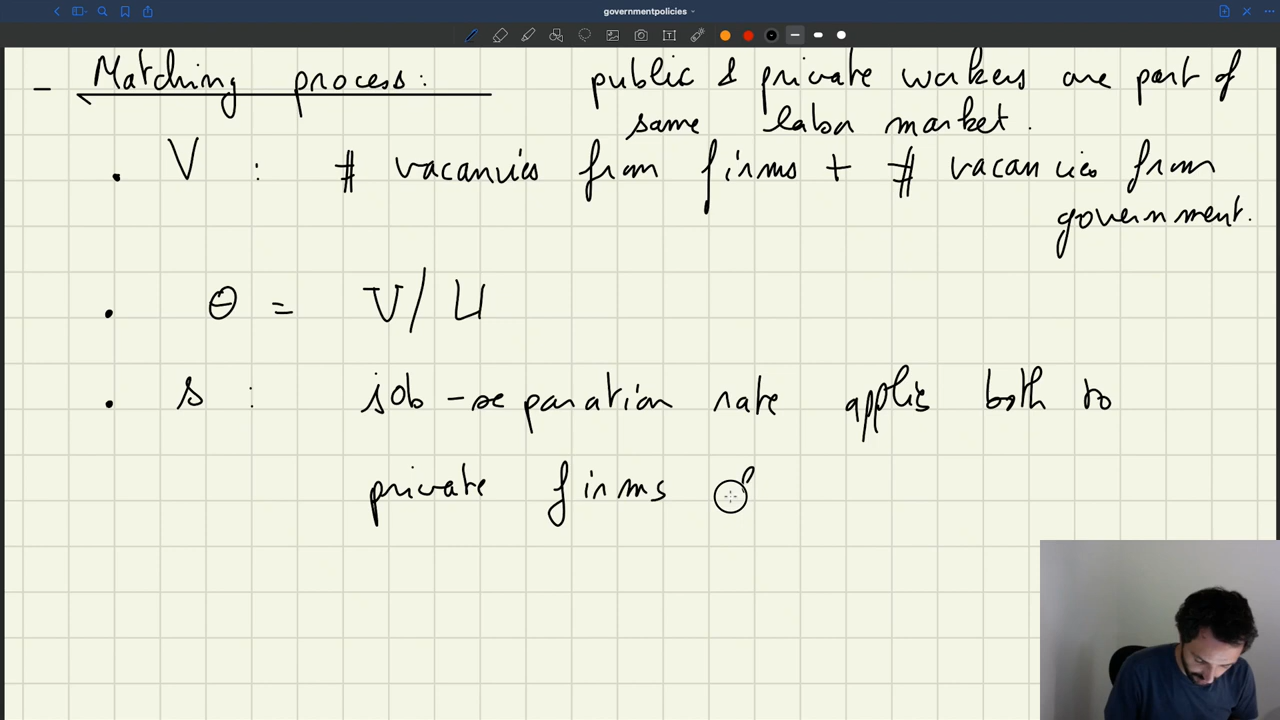 governmentpolicies
- Matching process: public & private workers are part of
same labor market.
• V : # vacancies from firms + # vacancies from
government.
• θ = V/U
• s : job-separation rate applies both to
private firms